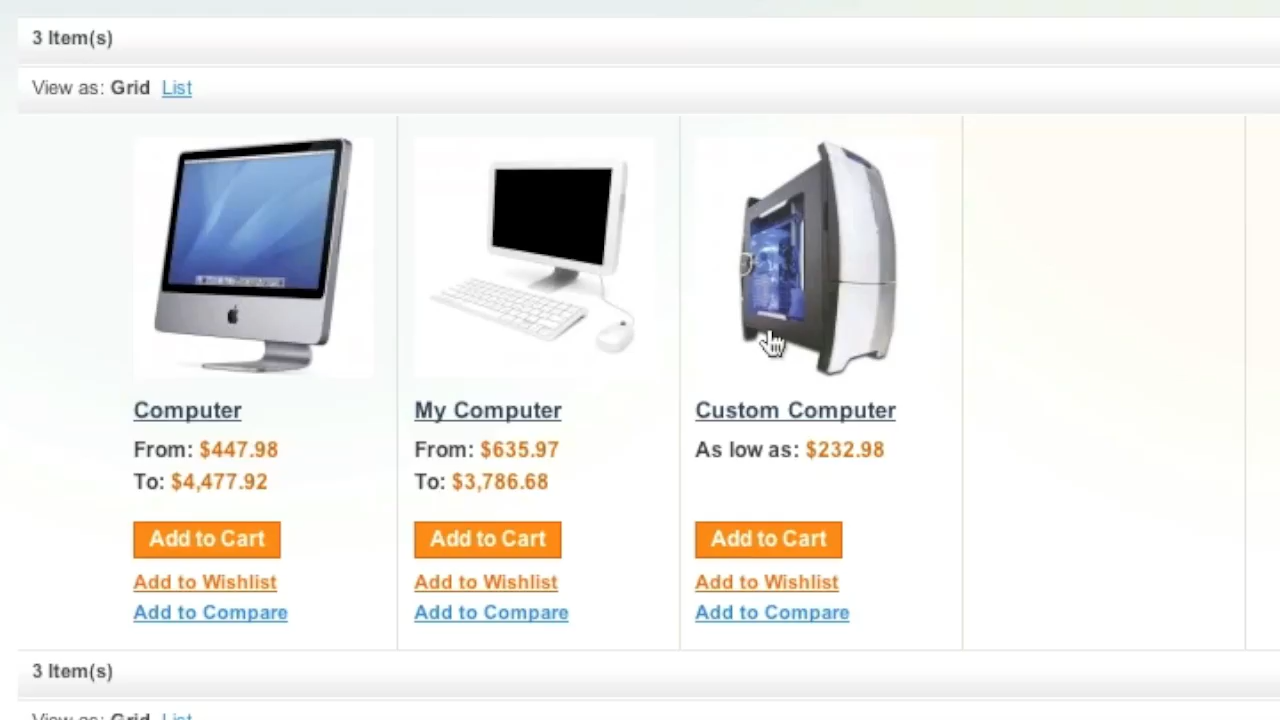 3 Item(s)
View as: Grid List
Computer
From: $447.98
To: $4,477.92
Add to Cart
Add to Wishlist
Add to Compare
My Computer
From: $635.97
To: $3,786.68
Add to Cart
Add to Wishlist
Add to Compare
Custom Computer
As low as: $232.98
Add to Cart
Add to Wishlist
Add to Compare
3 Item(s)
View as: Grid List